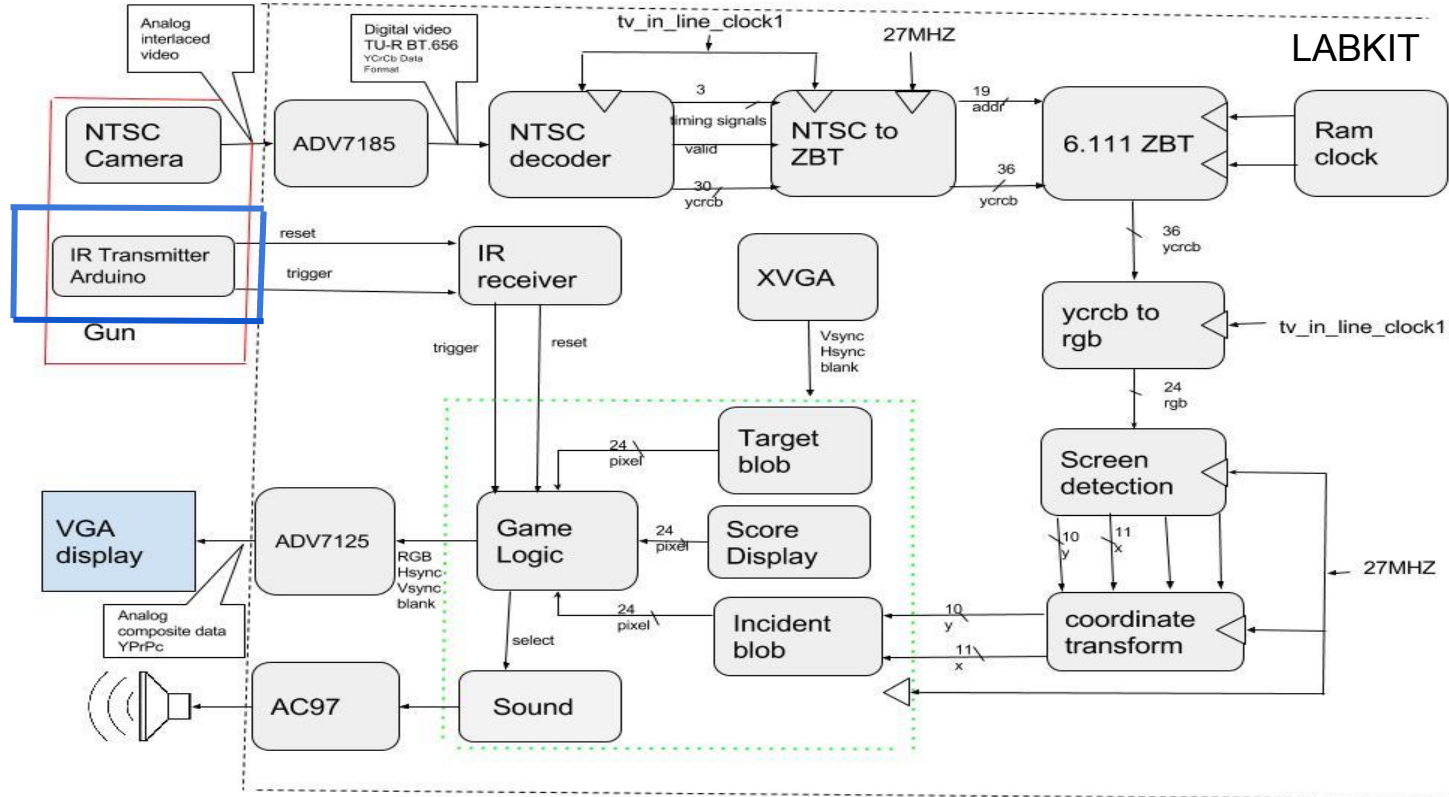 Analog
interlaced
video
Digital video
TU-R BT.656
YCrCb Data
Format
tv_in_line_clock1
27MHZ
LABKIT
NTSC
Camera
ADV7185
NTSC
decoder
3
timing signals
valid
30
ycrcb
NTSC to
ZBT
19
addr
36
ycrcb
6.111 ZBT
Ram
clock
IR Transmitter
Arduino
Gun
reset
trigger
IR
receiver
XVGA
36
ycrcb
ycrcb to
rgb
tv_in_line_clock1
trigger
reset
Vsync
Hsync
blank
24
rgb
Target
blob
24
pixel
Screen
detection
VGA
display
ADV7125
RGB
Hsync
Vsync
blank
Game
Logic
24
pixel
Score
Display
10
y
11
x
27MHZ
Analog
composite data
YPrPc
24
pixel
Incident
blob
10
y
11
x
coordinate
transform
select
AC97
Sound